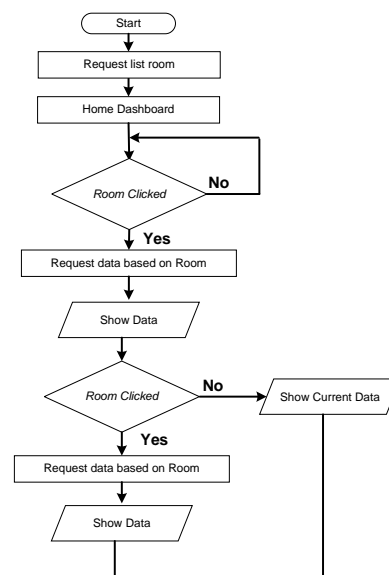 Start
Request list room
Home Dashboard
Room Clicked
No
Yes
Request data based on Room
Show Data
Room Clicked
No
Show Current Data
Yes
Request data based on Room
Show Data